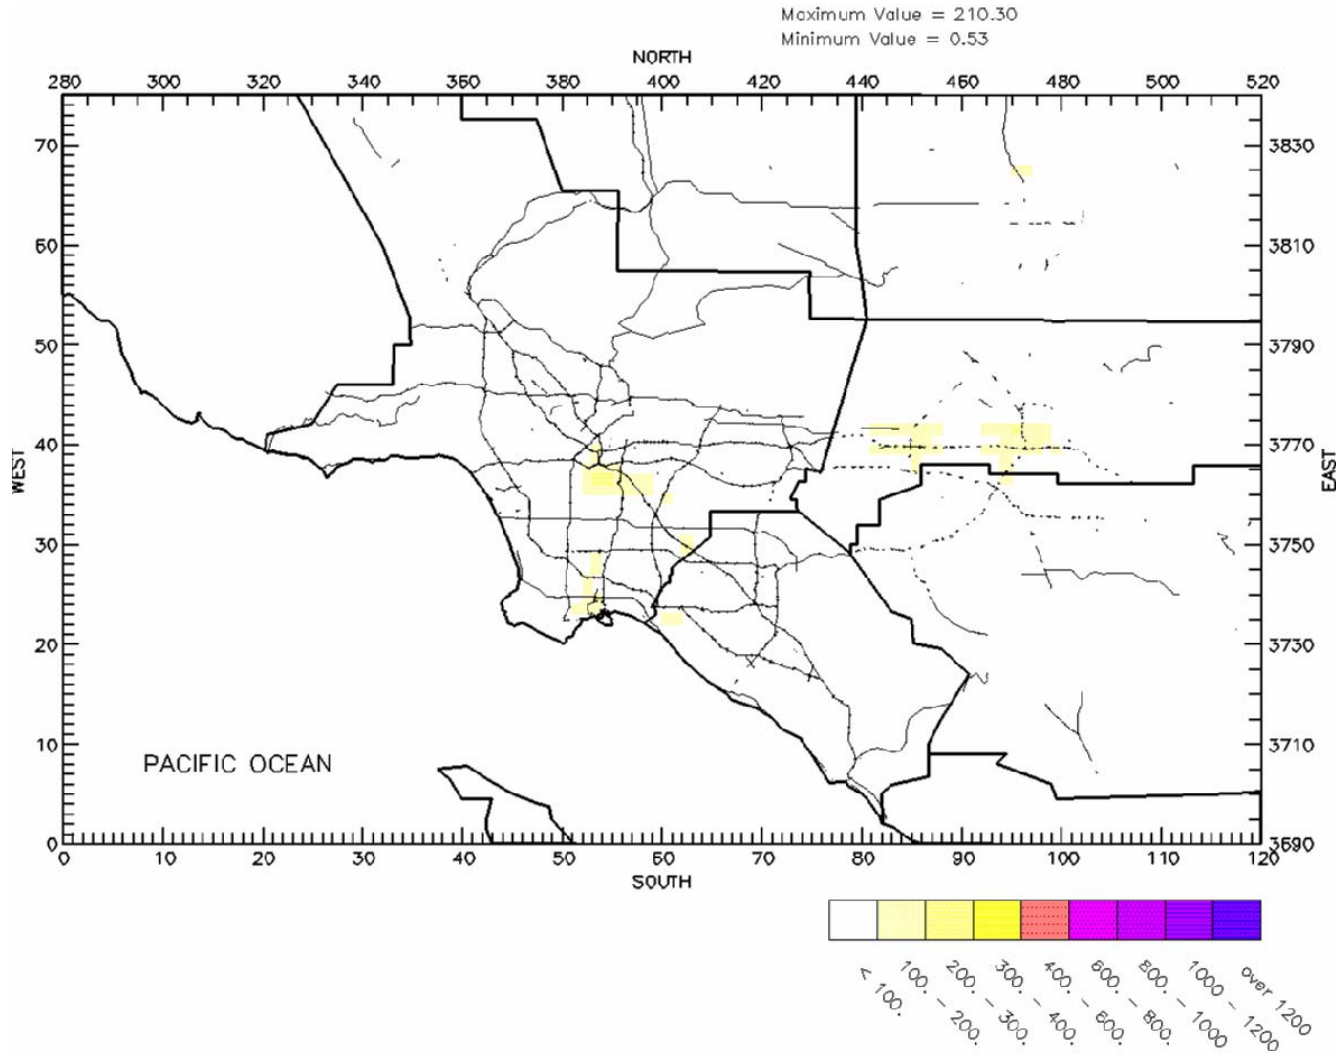 Maximum Value = 210.30
Minimum Value = 0.53
NORTH
280 300 320 340 360 380 400 420 440 460 480 500 520
70 3830
60 3810
50 3790
40 3770
WEST
EAST
30 3750
20 3730
10 3710
PACIFIC OCEAN
0 3690
0 10 20 30 40 50 60 70 80 90 100 110 120
SOUTH
< 100.
100. - 200.
200. - 300.
300. - 400.
400. - 600.
600. - 800.
800. - 1000
1000 - 1200
over 1200